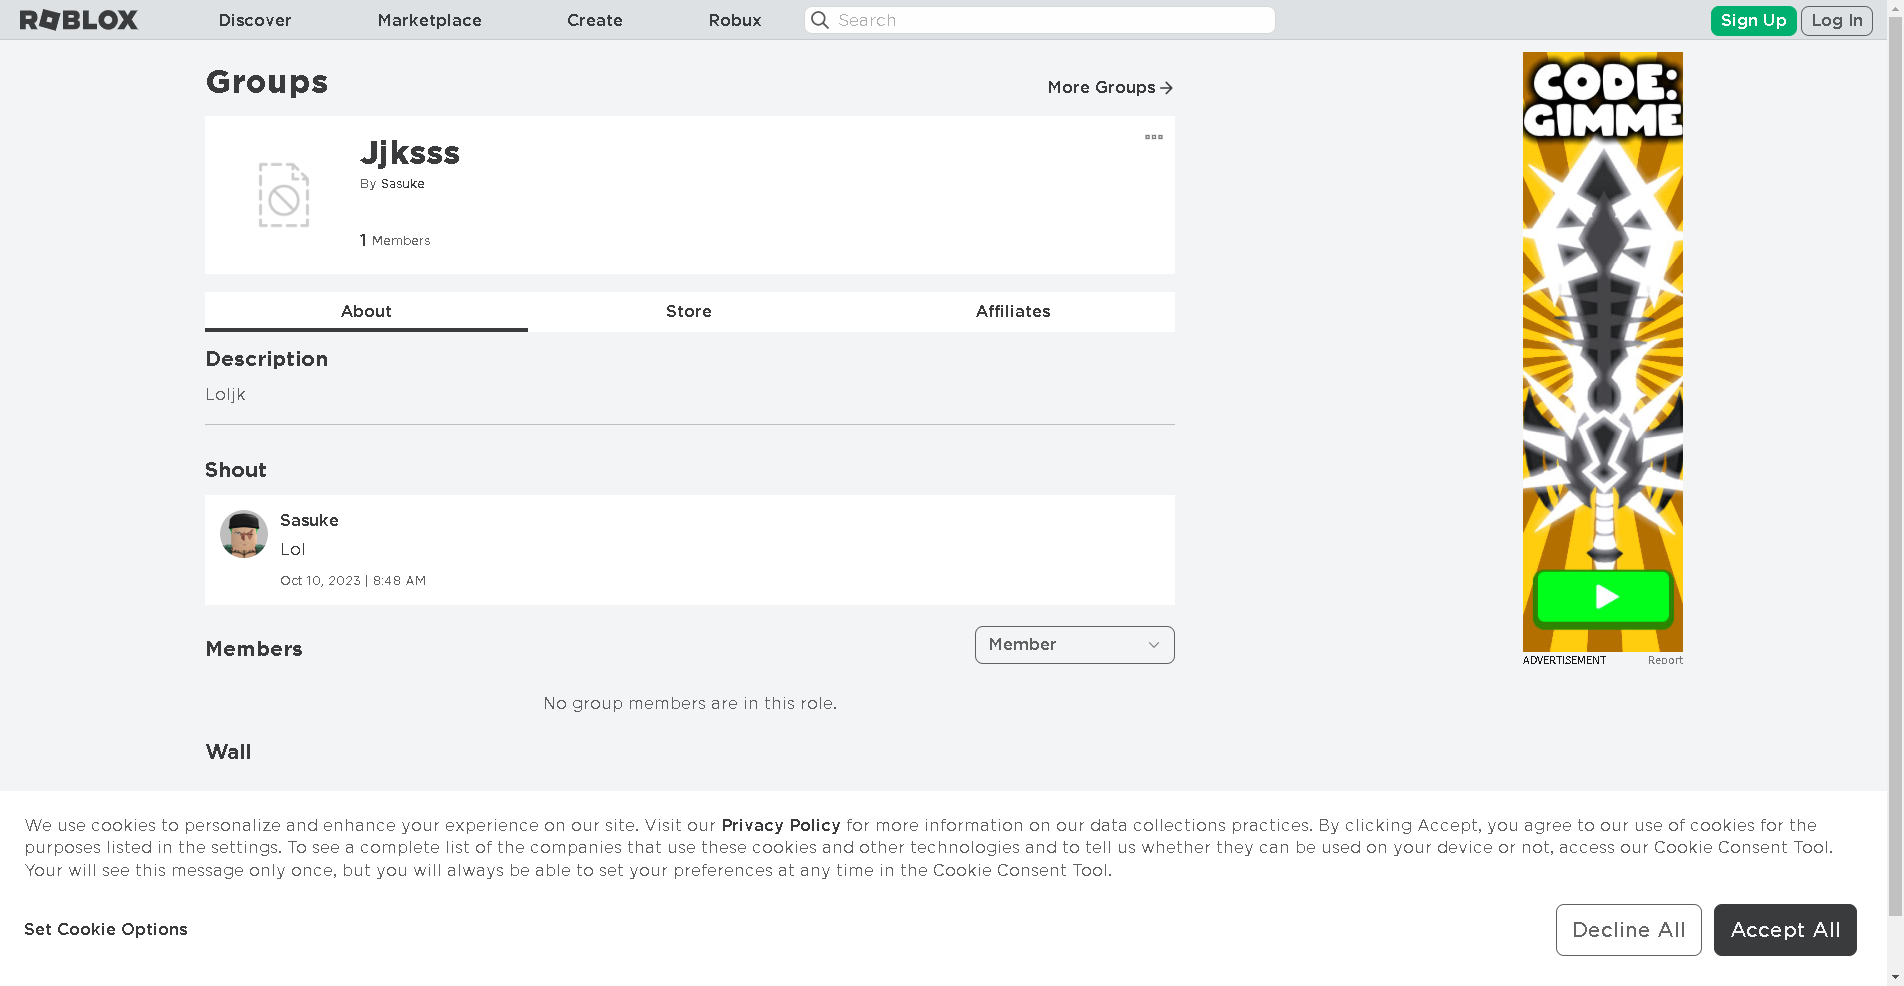 ROBLOX
Discover
Marketplace
Create
Robux
Search
Sign Up
Log In
Groups
More Groups
Jjksss
By Sasuke
1 Members
About
Store
Affiliates
Description
Loljk
Shout
Sasuke
Lol
Oct 10, 2023 | 8:48 AM
Members
Member
No group members are in this role.
Wall
CODE:
GIMME
ADVERTISEMENT
Report
We use cookies to personalize and enhance your experience on our site. Visit our Privacy Policy for more information on our data collections practices. By clicking Accept, you agree to our use of cookies for the
purposes listed in the settings. To see a complete list of the companies that use these cookies and other technologies and to tell us whether they can be used on your device or not, access our Cookie Consent Tool.
Your will see this message only once, but you will always be able to set your preferences at any time in the Cookie Consent Tool.
Set Cookie Options
Decline All
Accept All